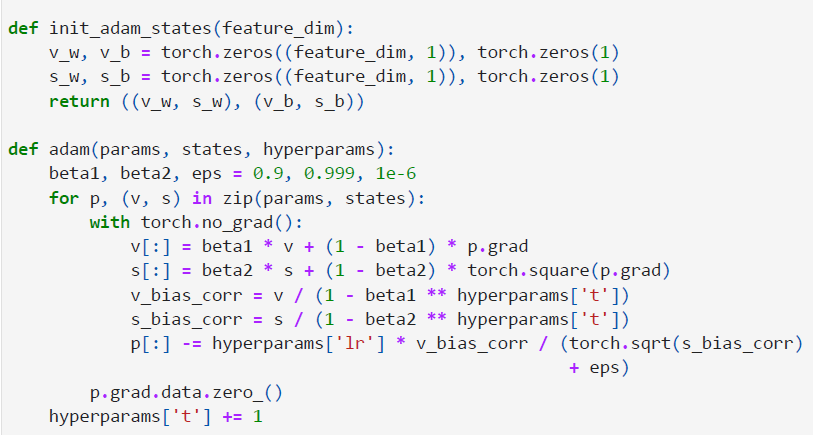 def init_adam_states(feature_dim):
    v_w, v_b = torch.zeros((feature_dim, 1)), torch.zeros(1)
    s_w, s_b = torch.zeros((feature_dim, 1)), torch.zeros(1)
    return ((v_w, s_w), (v_b, s_b))

def adam(params, states, hyperparams):
    beta1, beta2, eps = 0.9, 0.999, 1e-6
    for p, (v, s) in zip(params, states):
        with torch.no_grad():
            v[:] = beta1 * v + (1 - beta1) * p.grad
            s[:] = beta2 * s + (1 - beta2) * torch.square(p.grad)
            v_bias_corr = v / (1 - beta1 ** hyperparams['t'])
            s_bias_corr = s / (1 - beta2 ** hyperparams['t'])
            p[:] -= hyperparams['lr'] * v_bias_corr / (torch.sqrt(s_bias_corr)
                                                       + eps)
        p.grad.data.zero_()
    hyperparams['t'] += 1